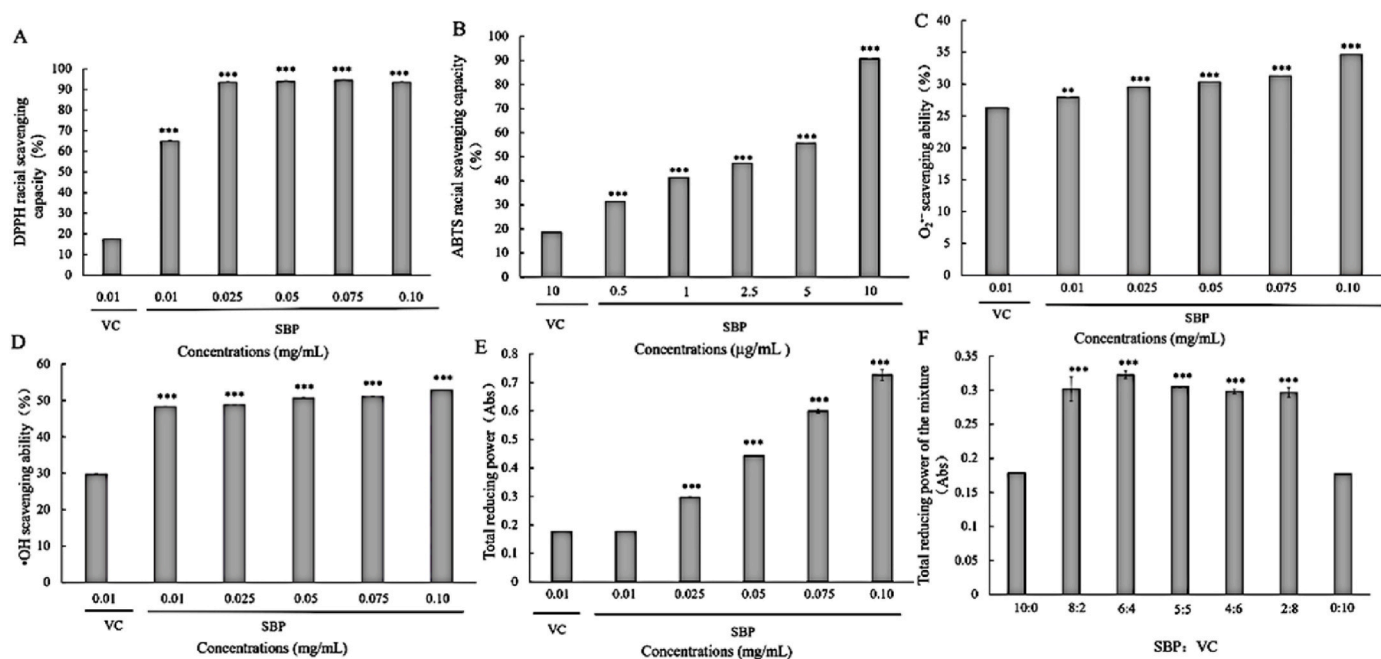 A
DPPH racial scavenging
capacity (%)
100
90
80
70
60
50
40
30
20
10
0
*** *** *** *** ***
0.01 0.01 0.025 0.05 0.075 0.10
VC SBP
Concentrations (mg/mL)
B
ABTS racial scavenging capacity
(%)
100
90
80
70
60
50
40
30
20
10
0
*** *** *** *** ***
10 0.5 1 2.5 5 10
VC SBP
Concentrations (μg/mL )
C
O₂•− scavenging ability (%)
40
35
30
25
20
15
10
5
0
** *** *** *** ***
0.01 0.01 0.025 0.05 0.075 0.10
VC SBP
Concentrations (mg/mL)
D
•OH scavenging ability (%)
60
50
40
30
20
10
0
*** *** *** *** ***
0.01 0.01 0.025 0.05 0.075 0.10
VC SBP
Concentrations (mg/mL)
E
Total reducing power (Abs)
0.8
0.7
0.6
0.5
0.4
0.3
0.2
0.1
0
*** *** *** ***
0.01 0.01 0.025 0.05 0.075 0.10
VC SBP
Concentrations (mg/mL)
F
Total reducing power of the mixture
(Abs)
0.35
0.3
0.25
0.2
0.15
0.1
0.05
0
*** *** *** *** ***
10:0 8:2 6:4 5:5 4:6 2:8 0:10
SBP: VC